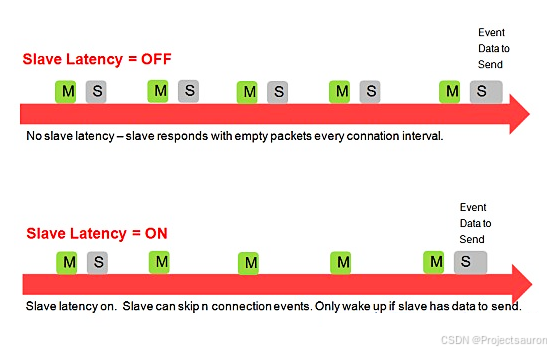 Event
Data to
Send
Slave Latency = OFF
M S M S M S M S M S
No slave latency – slave responds with empty packets every connation interval.
Event
Data to
Send
Slave Latency = ON
M S M M M M S
Slave latency on. Slave can skip n connection events. Only wake up if slave has data to send.
CSDN @Projectsauron